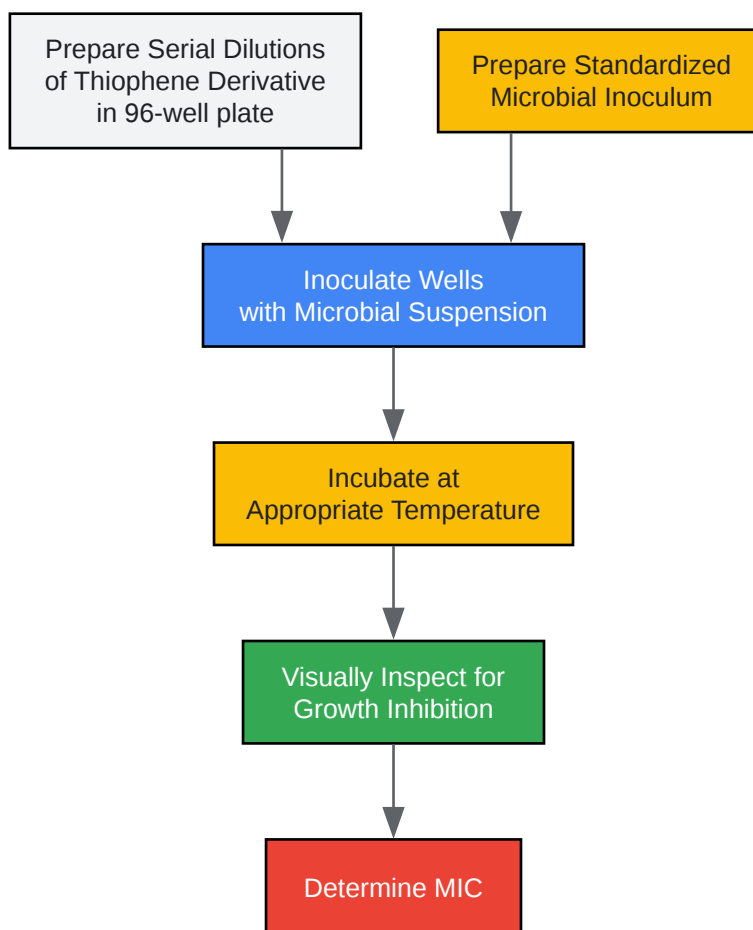 Prepare Serial Dilutions
of Thiophene Derivative
in 96-well plate
Prepare Standardized
Microbial Inoculum
Inoculate Wells
with Microbial Suspension
Incubate at
Appropriate Temperature
Visually Inspect for
Growth Inhibition
Determine MIC